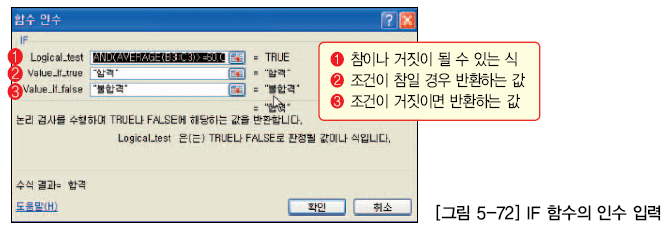 함수 인수
IF
❶ Logical_test AND(AVERAGE(B3:C3)>=60,C = TRUE
❷ Value_if_true "합격" = "합격"
❸ Value_if_false "불합격" = "불합격"
= "합격"
논리 검사를 수행하여 TRUE나 FALSE에 해당하는 값을 반환합니다.
Logical_test 은(는) TRUE나 FALSE로 판정될 값이나 식입니다.
수식 결과= 합격
도움말(H)
확인 취소
❶ 참이나 거짓이 될 수 있는 식
❷ 조건이 참일 경우 반환하는 값
❸ 조건이 거짓이면 반환하는 값
[그림 5-72] IF 함수의 인수 입력